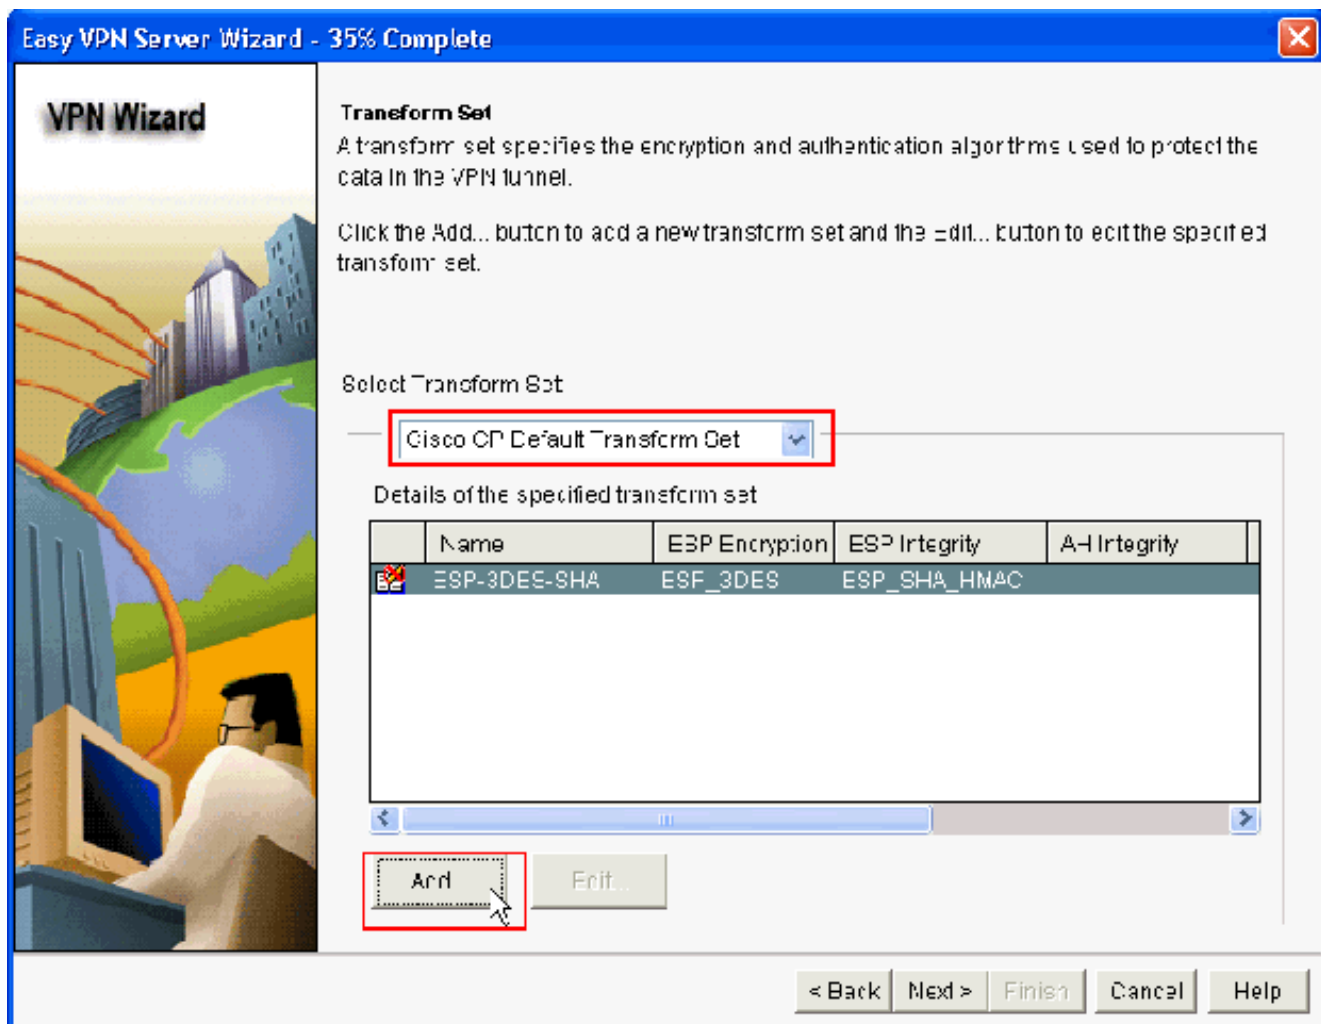 Easy VPN Server Wizard - 35% Complete
VPN Wizard
Transform Set
A transform set specifies the encryption and authentication algorithms used to protect the
data in the VPN tunnel.
Click the Add... button to add a new transform set and the Edit... button to edit the specified
transform set.
Select Transform Set
Cisco CP Default Transform Set
Details of the specified transform set
Name ESP Encryption ESP Integrity AH Integrity
ESP-3DES-SHA ESP_3DES ESP_SHA_HMAC
Add
Edit...
< Back Next > Finish Cancel Help